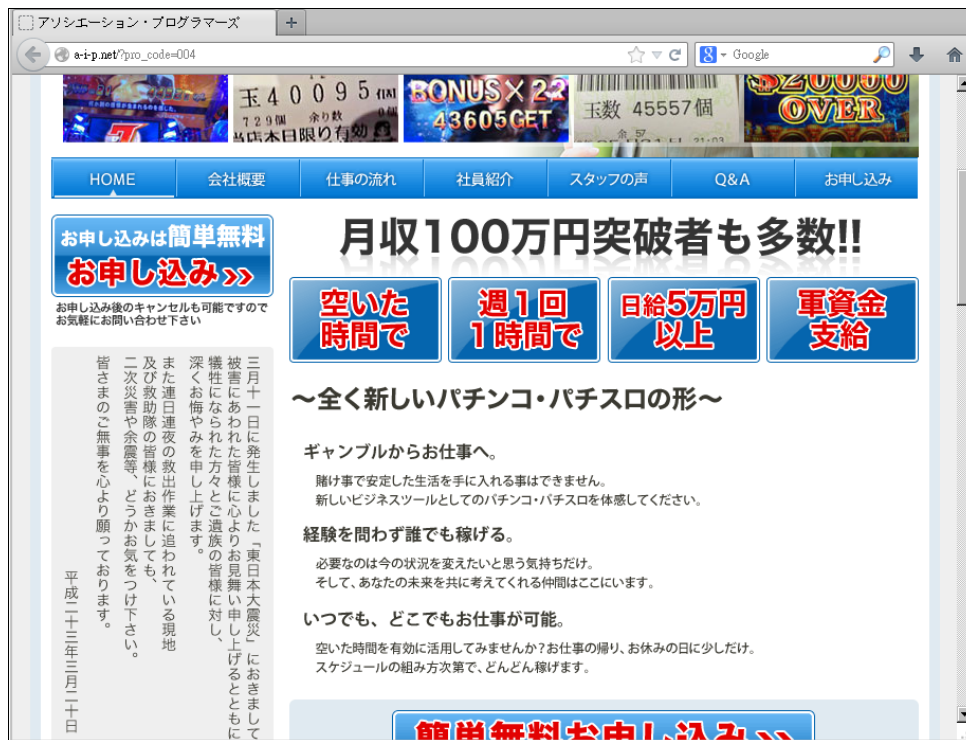 アソシエーション・プログラマーズ
a-i-p.net/?pro_code=004
Google
玉４００９５個
729個 余り数 0個
当店本日限り有効
BONUS×22
43605GET
玉数 45557個
余 57
21:03
$20000
OVER
HOME
会社概要
仕事の流れ
社員紹介
スタッフの声
Q&A
お申し込み
お申し込みは簡単無料
お申し込み>>
お申し込み後のキャンセルも可能ですので
お気軽にお問い合わせ下さい
月収100万円突破者も多数!!
空いた
時間で
週１回
１時間で
日給5万円
以上
軍資金
支給
三月十一日に発生しました「東日本大震災」におきまして
被害にあわれた皆様に心よりお見舞い申し上げるとともに
犠牲になられた方々とご遺族の皆様に対し、
深くお悔やみを申し上げます。
また連日連夜の救出作業に追われている現地
及び救助隊の皆様におきましても、
二次災害や余震等、どうかお気をつけ下さい。
皆さまのご無事を心より願っております。
平成二十三年三月二十日
～全く新しいパチンコ・パチスロの形～
ギャンブルからお仕事へ。
賭け事で安定した生活を手に入れる事はできません。
新しいビジネスツールとしてのパチンコ・パチスロを体感してください。
経験を問わず誰でも稼げる。
必要なのは今の状況を変えたいと思う気持ちだけ。
そして、あなたの未来を共に考えてくれる仲間はここにいます。
いつでも、どこでもお仕事が可能。
空いた時間を有効に活用してみませんか？お仕事の帰り、お休みの日に少しだけ。
スケジュールの組み方次第で、どんどん稼げます。
簡単無料お申し込み>>